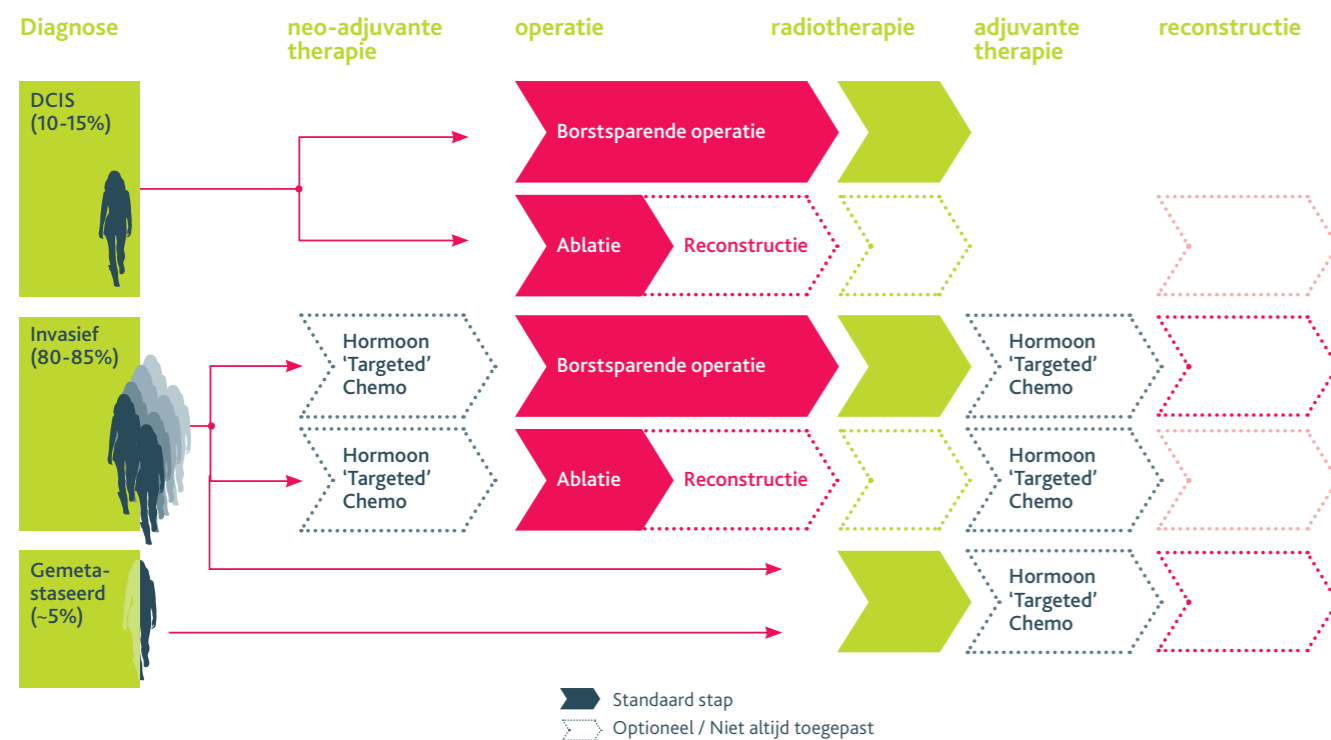 Diagnose
neo-adjuvante
therapie
operatie
radiotherapie
adjuvante
therapie
reconstructie
DCIS
(10-15%)
Borstsparende operatie
Ablatie
Reconstructie
Invasief
(80-85%)
Hormoon
'Targeted'
Chemo
Borstsparende operatie
Hormoon
'Targeted'
Chemo
Hormoon
'Targeted'
Chemo
Ablatie
Reconstructie
Hormoon
'Targeted'
Chemo
Gemeta-
staseerd
(~5%)
Hormoon
'Targeted'
Chemo
Standaard stap
Optioneel / Niet altijd toegepast